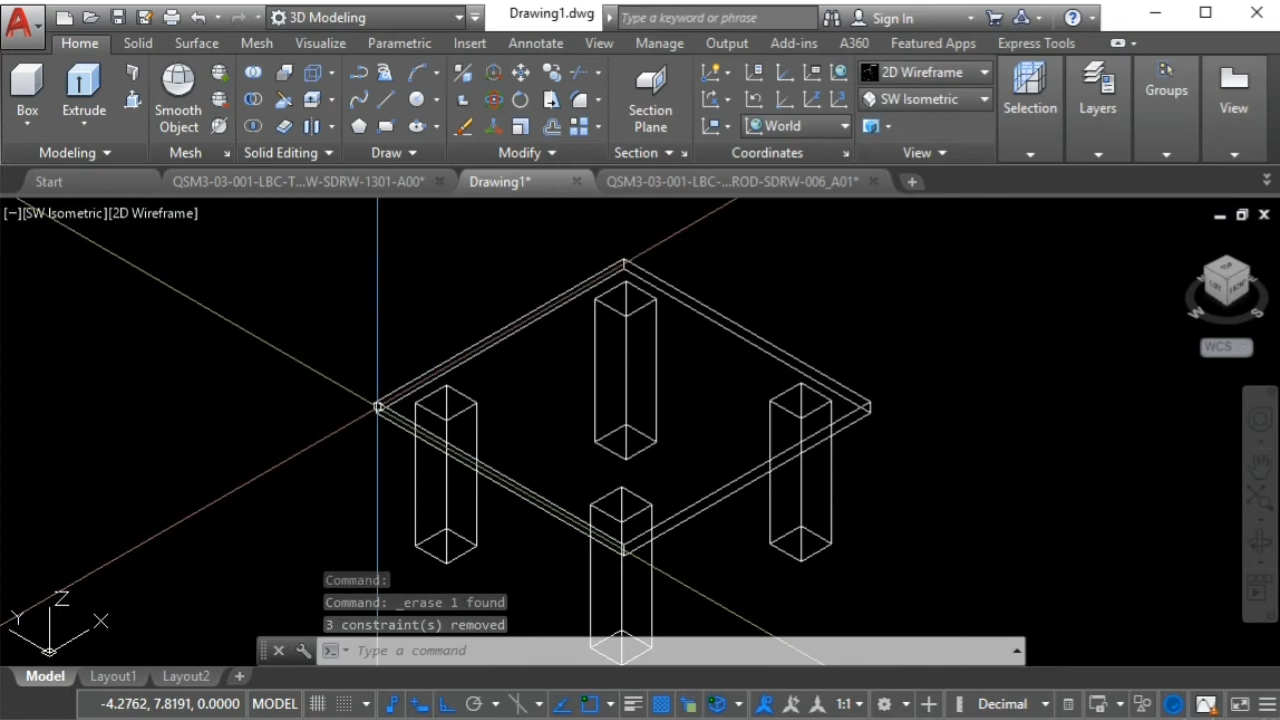 3D Modeling
Drawing1.dwg
Type a keyword or phrase
Sign In
Home
Solid
Surface
Mesh
Visualize
Parametric
Insert
Annotate
View
Manage
Output
Add-ins
A360
Featured Apps
Express Tools
Box
Extrude
Smooth
Object
Section
Plane
2D Wireframe
SW Isometric
World
Selection
Layers
Groups
View
Modeling
Mesh
Solid Editing
Draw
Modify
Section
Coordinates
View
Start
QSM3-03-001-LBC-T...W-SDRW-1301-A00*
Drawing1*
QSM3-03-001-LBC-...ROD-SDRW-006_A01*
[−][SW Isometric][2D Wireframe]
TOP
LEFT
FRONT
W
S
WCS
Z
Y
X
Command:
Command: _erase 1 found
3 constraint(s) removed
Type a command
Model
Layout1
Layout2
-4.2762, 7.8191, 0.0000
MODEL
1:1
Decimal